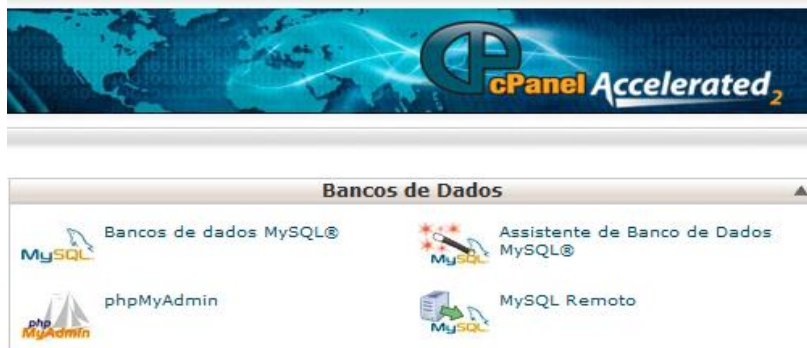 cPanel Accelerated2
Bancos de Dados
MySQL
Bancos de dados MySQL®
MySQL
Assistente de Banco de Dados
MySQL®
php
MyAdmin
phpMyAdmin
MySQL
MySQL Remoto